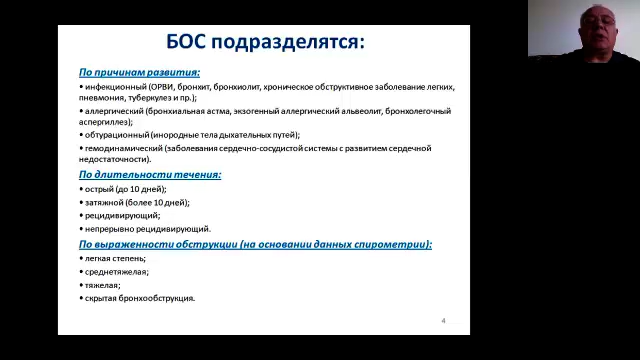 БОС подразделятся:
По причинам развития:
• инфекционный (ОРВИ, бронхит, бронхиолит, хроническое обструктивное заболевание легких,
пневмония, туберкулез и пр.);
• аллергический (бронхиальная астма, экзогенный аллергический альвеолит, бронхолегочный
аспергиллез);
• обтурационный (инородные тела дыхательных путей);
• гемодинамический (заболевания сердечно-сосудистой системы с развитием сердечной
недостаточности).
По длительности течения:
• острый (до 10 дней);
• затяжной (более 10 дней);
• рецидивирующий;
• непрерывно рецидивирующий.
По выраженности обструкции (на основании данных спирометрии):
• легкая степень;
• среднетяжелая;
• тяжелая;
• скрытая бронхообструкция.
4